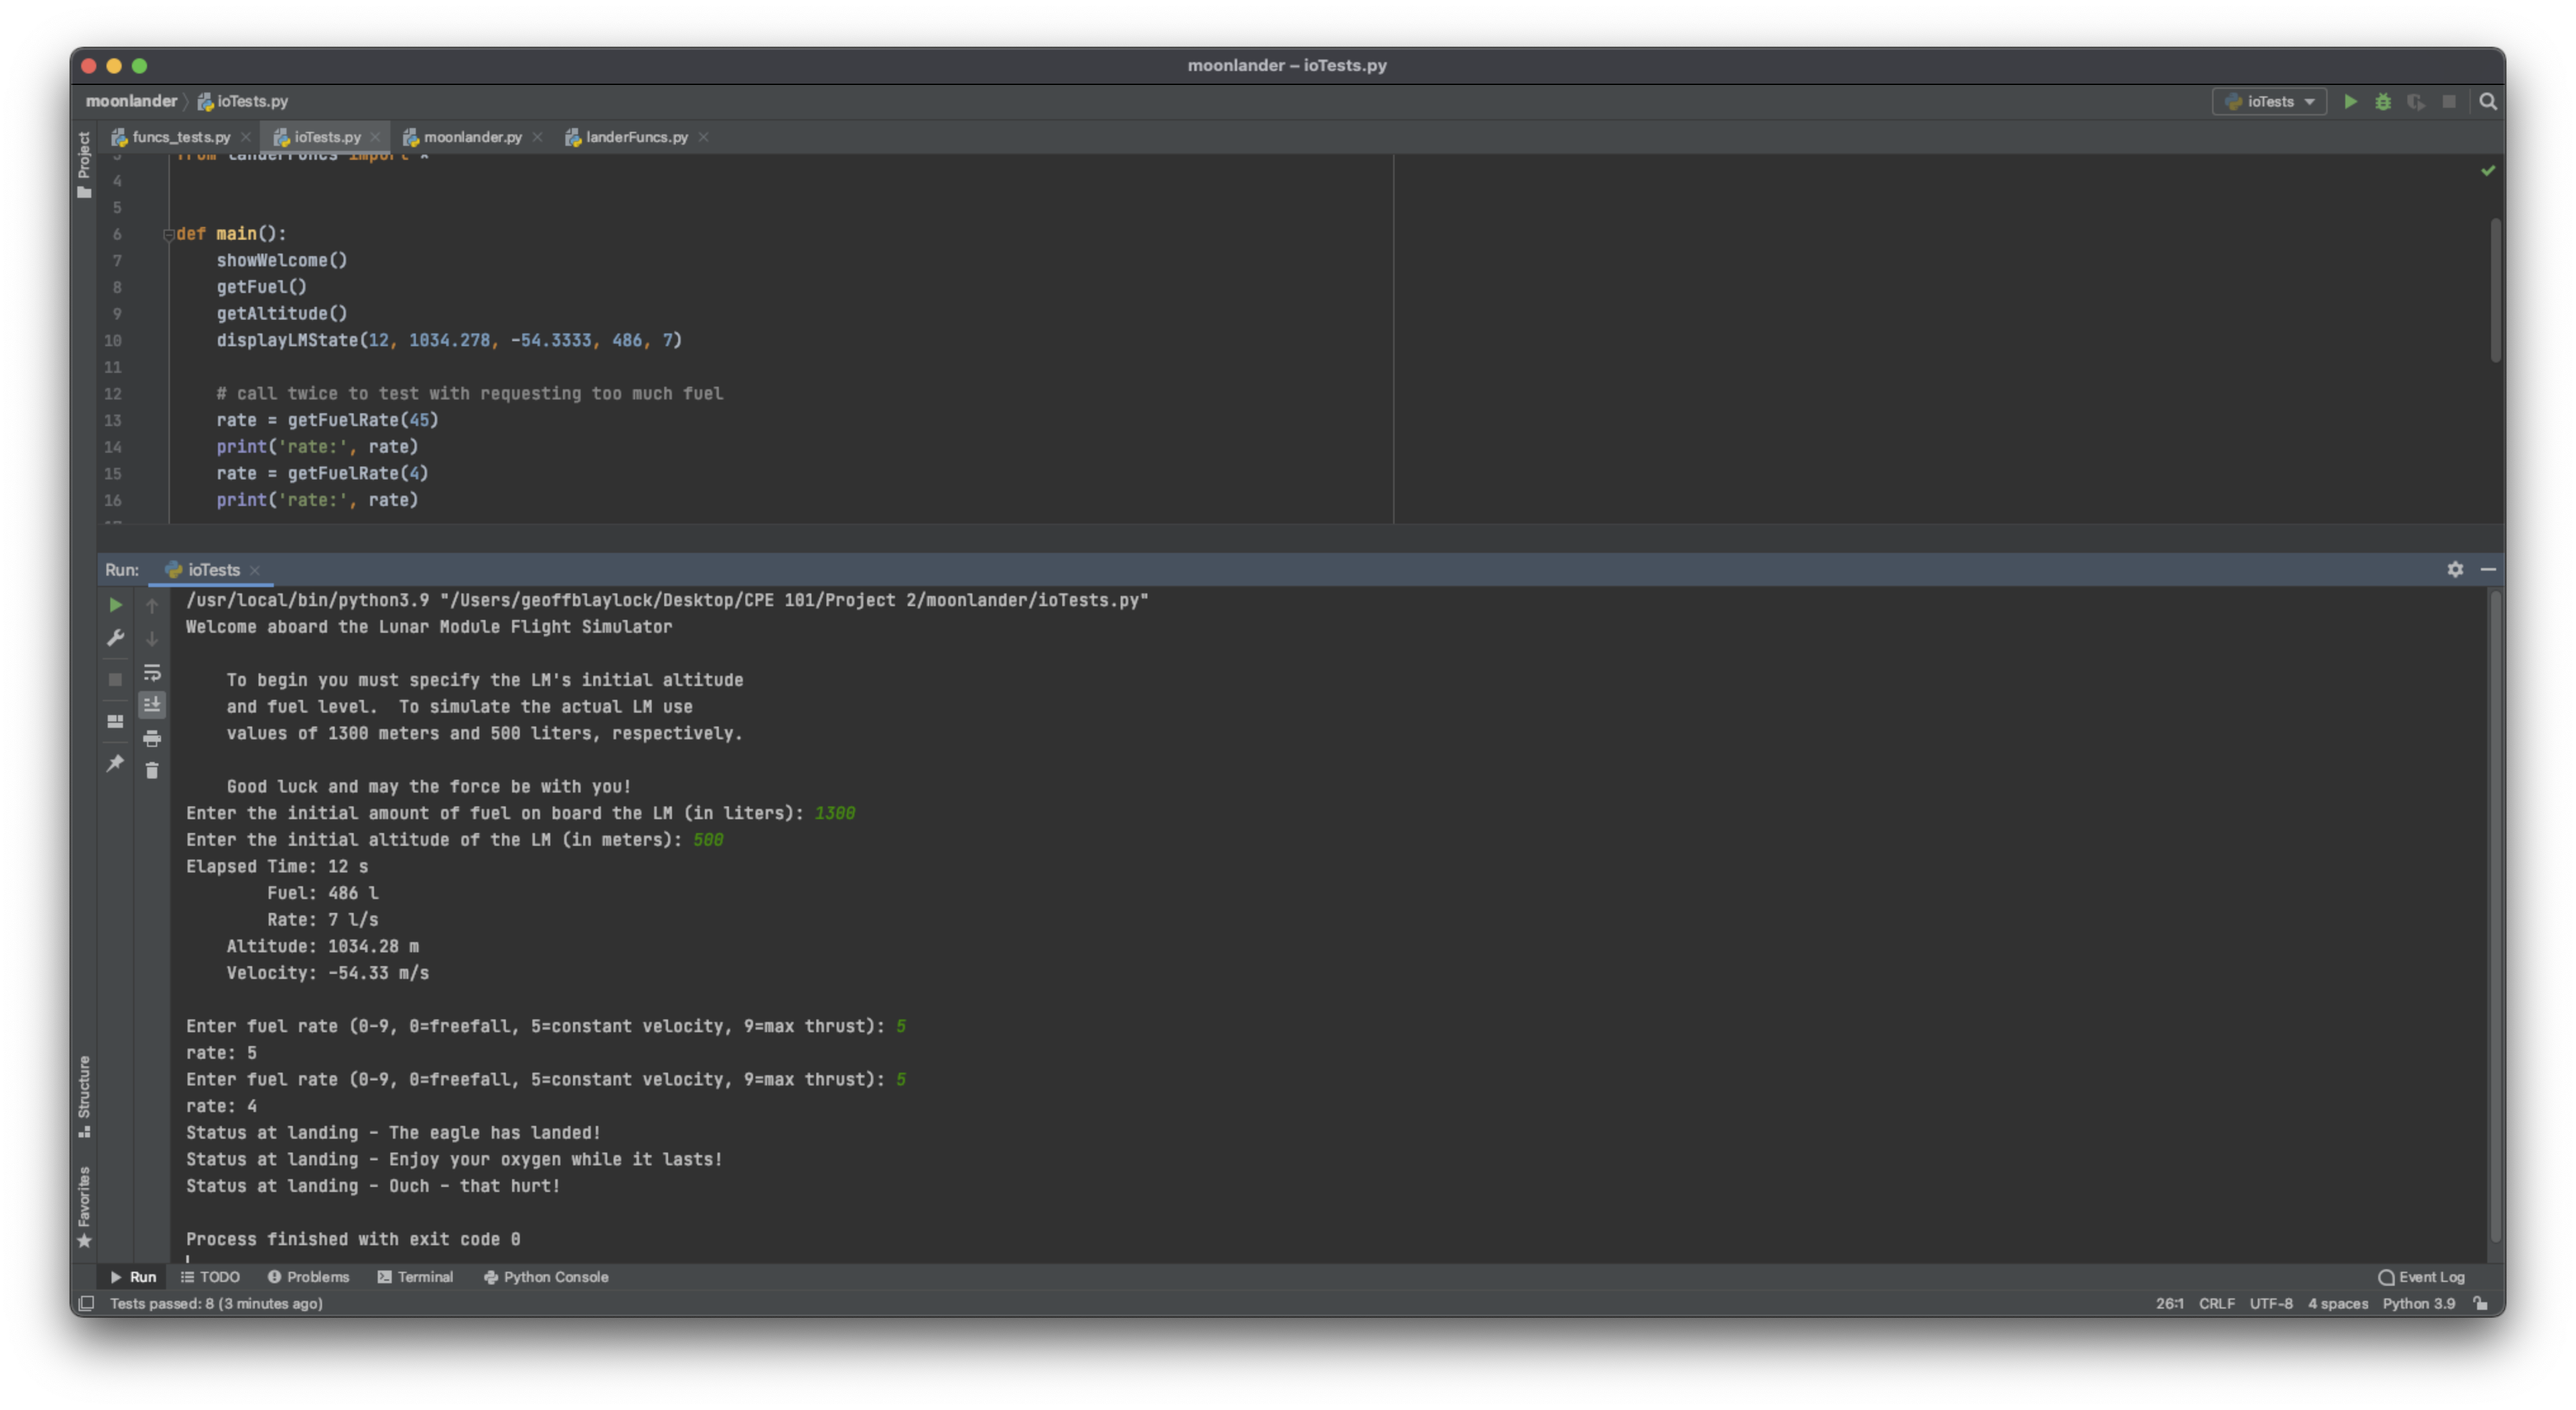 moonlander – ioTests.py
moonlander ioTests.py
ioTests
Project
funcs_tests.py ioTests.py moonlander.py landerFuncs.py
3 from landerFuncs import *
4
5
6 def main():
7 showWelcome()
8 getFuel()
9 getAltitude()
10 displayLMState(12, 1034.278, -54.3333, 486, 7)
11
12 # call twice to test with requesting too much fuel
13 rate = getFuelRate(45)
14 print('rate:', rate)
15 rate = getFuelRate(4)
16 print('rate:', rate)
Run: ioTests
/usr/local/bin/python3.9 "/Users/geoffblaylock/Desktop/CPE 101/Project 2/moonlander/ioTests.py"
Welcome aboard the Lunar Module Flight Simulator
To begin you must specify the LM's initial altitude
and fuel level.  To simulate the actual LM use
values of 1300 meters and 500 liters, respectively.
Good luck and may the force be with you!
Enter the initial amount of fuel on board the LM (in liters): 1300
Enter the initial altitude of the LM (in meters): 500
Elapsed Time: 12 s
Fuel: 486 l
Rate: 7 l/s
Altitude: 1034.28 m
Velocity: -54.33 m/s
Enter fuel rate (0-9, 0=freefall, 5=constant velocity, 9=max thrust): 5
rate: 5
Enter fuel rate (0-9, 0=freefall, 5=constant velocity, 9=max thrust): 5
rate: 4
Status at landing - The eagle has landed!
Status at landing - Enjoy your oxygen while it lasts!
Status at landing - Ouch - that hurt!
Process finished with exit code 0
Structure
Favorites
Run TODO Problems Terminal Python Console Event Log
Tests passed: 8 (3 minutes ago) 26:1 CRLF UTF-8 4 spaces Python 3.9